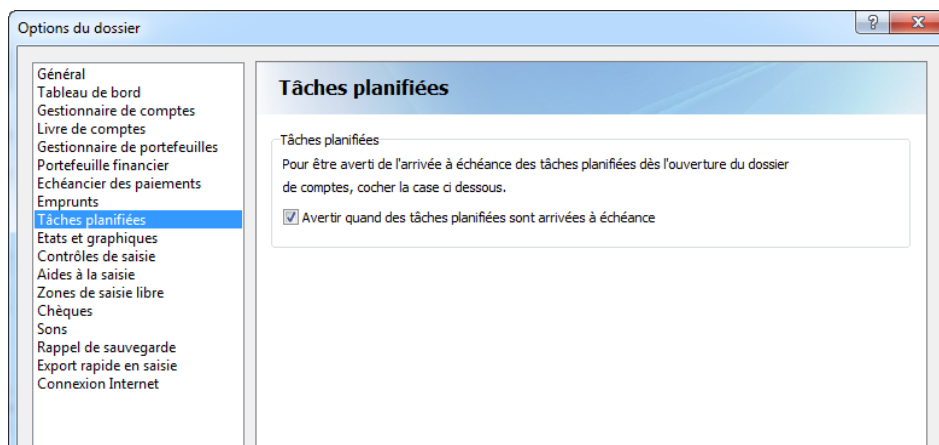 Options du dossier
Général
Tableau de bord
Gestionnaire de comptes
Livre de comptes
Gestionnaire de portefeuilles
Portefeuille financier
Echéancier des paiements
Emprunts
Tâches planifiées
Etats et graphiques
Contrôles de saisie
Aides à la saisie
Zones de saisie libre
Chèques
Sons
Rappel de sauvegarde
Export rapide en saisie
Connexion Internet
Tâches planifiées
Tâches planifiées
Pour être averti de l'arrivée à échéance des tâches planifiées dès l'ouverture du dossier
de comptes, cocher la case ci dessous.
Avertir quand des tâches planifiées sont arrivées à échéance